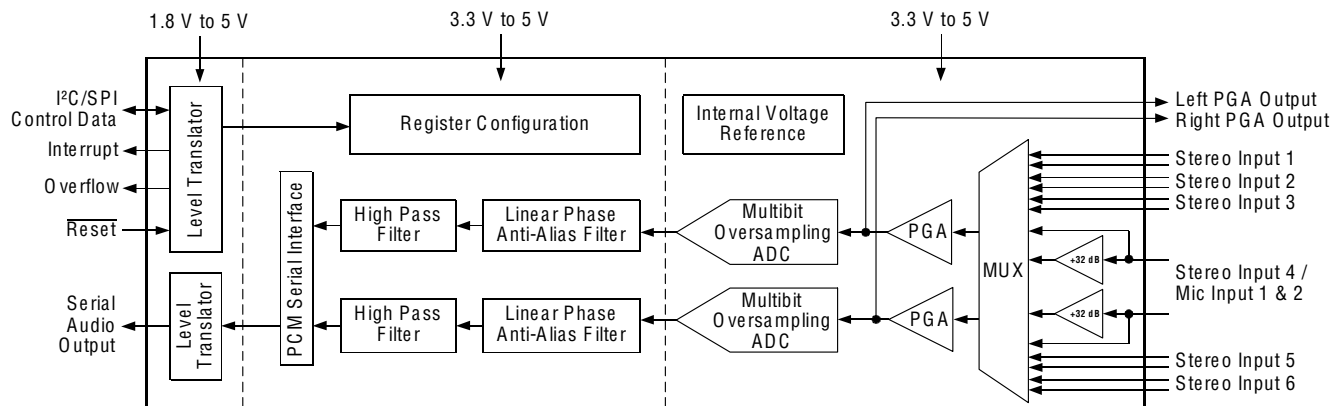 1.8 V to 5 V
3.3 V to 5 V
3.3 V to 5 V
I²C/SPI
Control Data
Interrupt
Overflow
Reset
Serial
Audio
Output
Level Translator
Level
Translator
Register Configuration
PCM Serial Interface
High Pass
Filter
Linear Phase
Anti-Alias Filter
High Pass
Filter
Linear Phase
Anti-Alias Filter
Internal Voltage
Reference
Multibit
Oversampling
ADC
Multibit
Oversampling
ADC
PGA
PGA
MUX
+32 dB
+32 dB
Left PGA Output
Right PGA Output
Stereo Input 1
Stereo Input 2
Stereo Input 3
Stereo Input 4 /
Mic Input 1 & 2
Stereo Input 5
Stereo Input 6